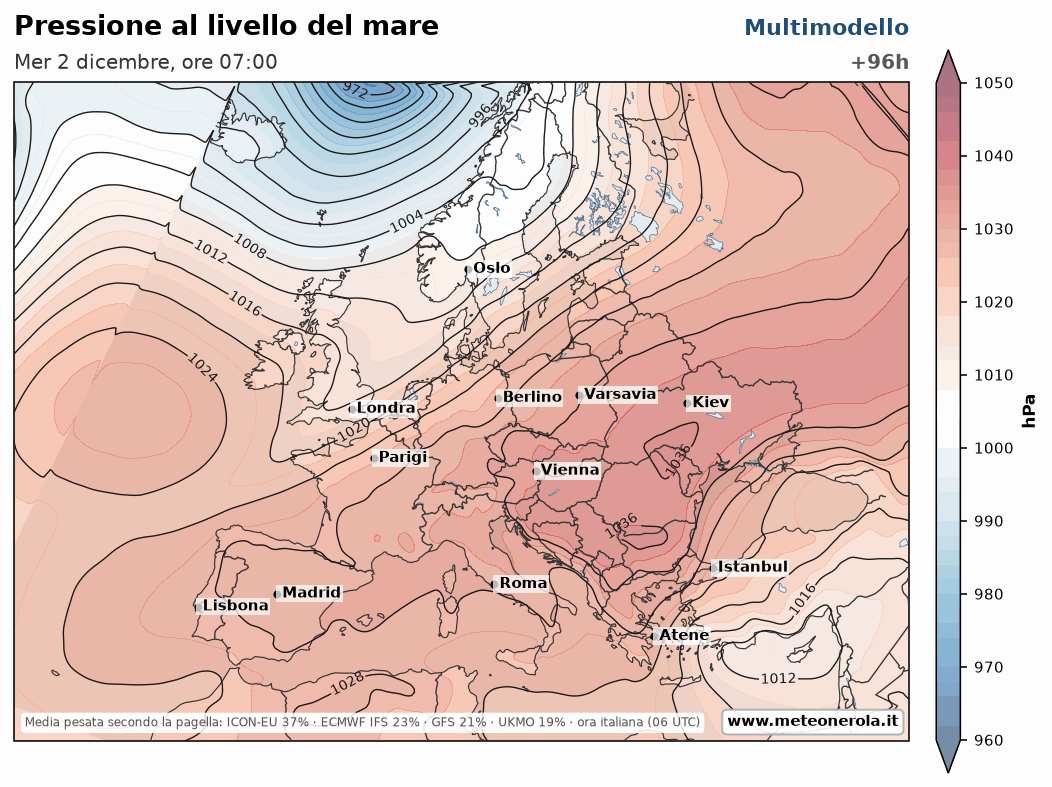 Pressione al livello del mare
Multimodello
Mer 2 dicembre, ore 07:00
+96h
972
996
1004
1008
1012
1016
1024
1020
1036
1036
1016
1012
1028
Oslo
Londra
Berlino
Varsavia
Kiev
Parigi
Vienna
Istanbul
Roma
Madrid
Lisbona
Atene
Media pesata secondo la pagella: ICON-EU 37% · ECMWF IFS 23% · GFS 21% · UKMO 19% · ora italiana (06 UTC)
www.meteonerola.it
1050
1040
1030
1020
1010
1000
990
980
970
960
hPa